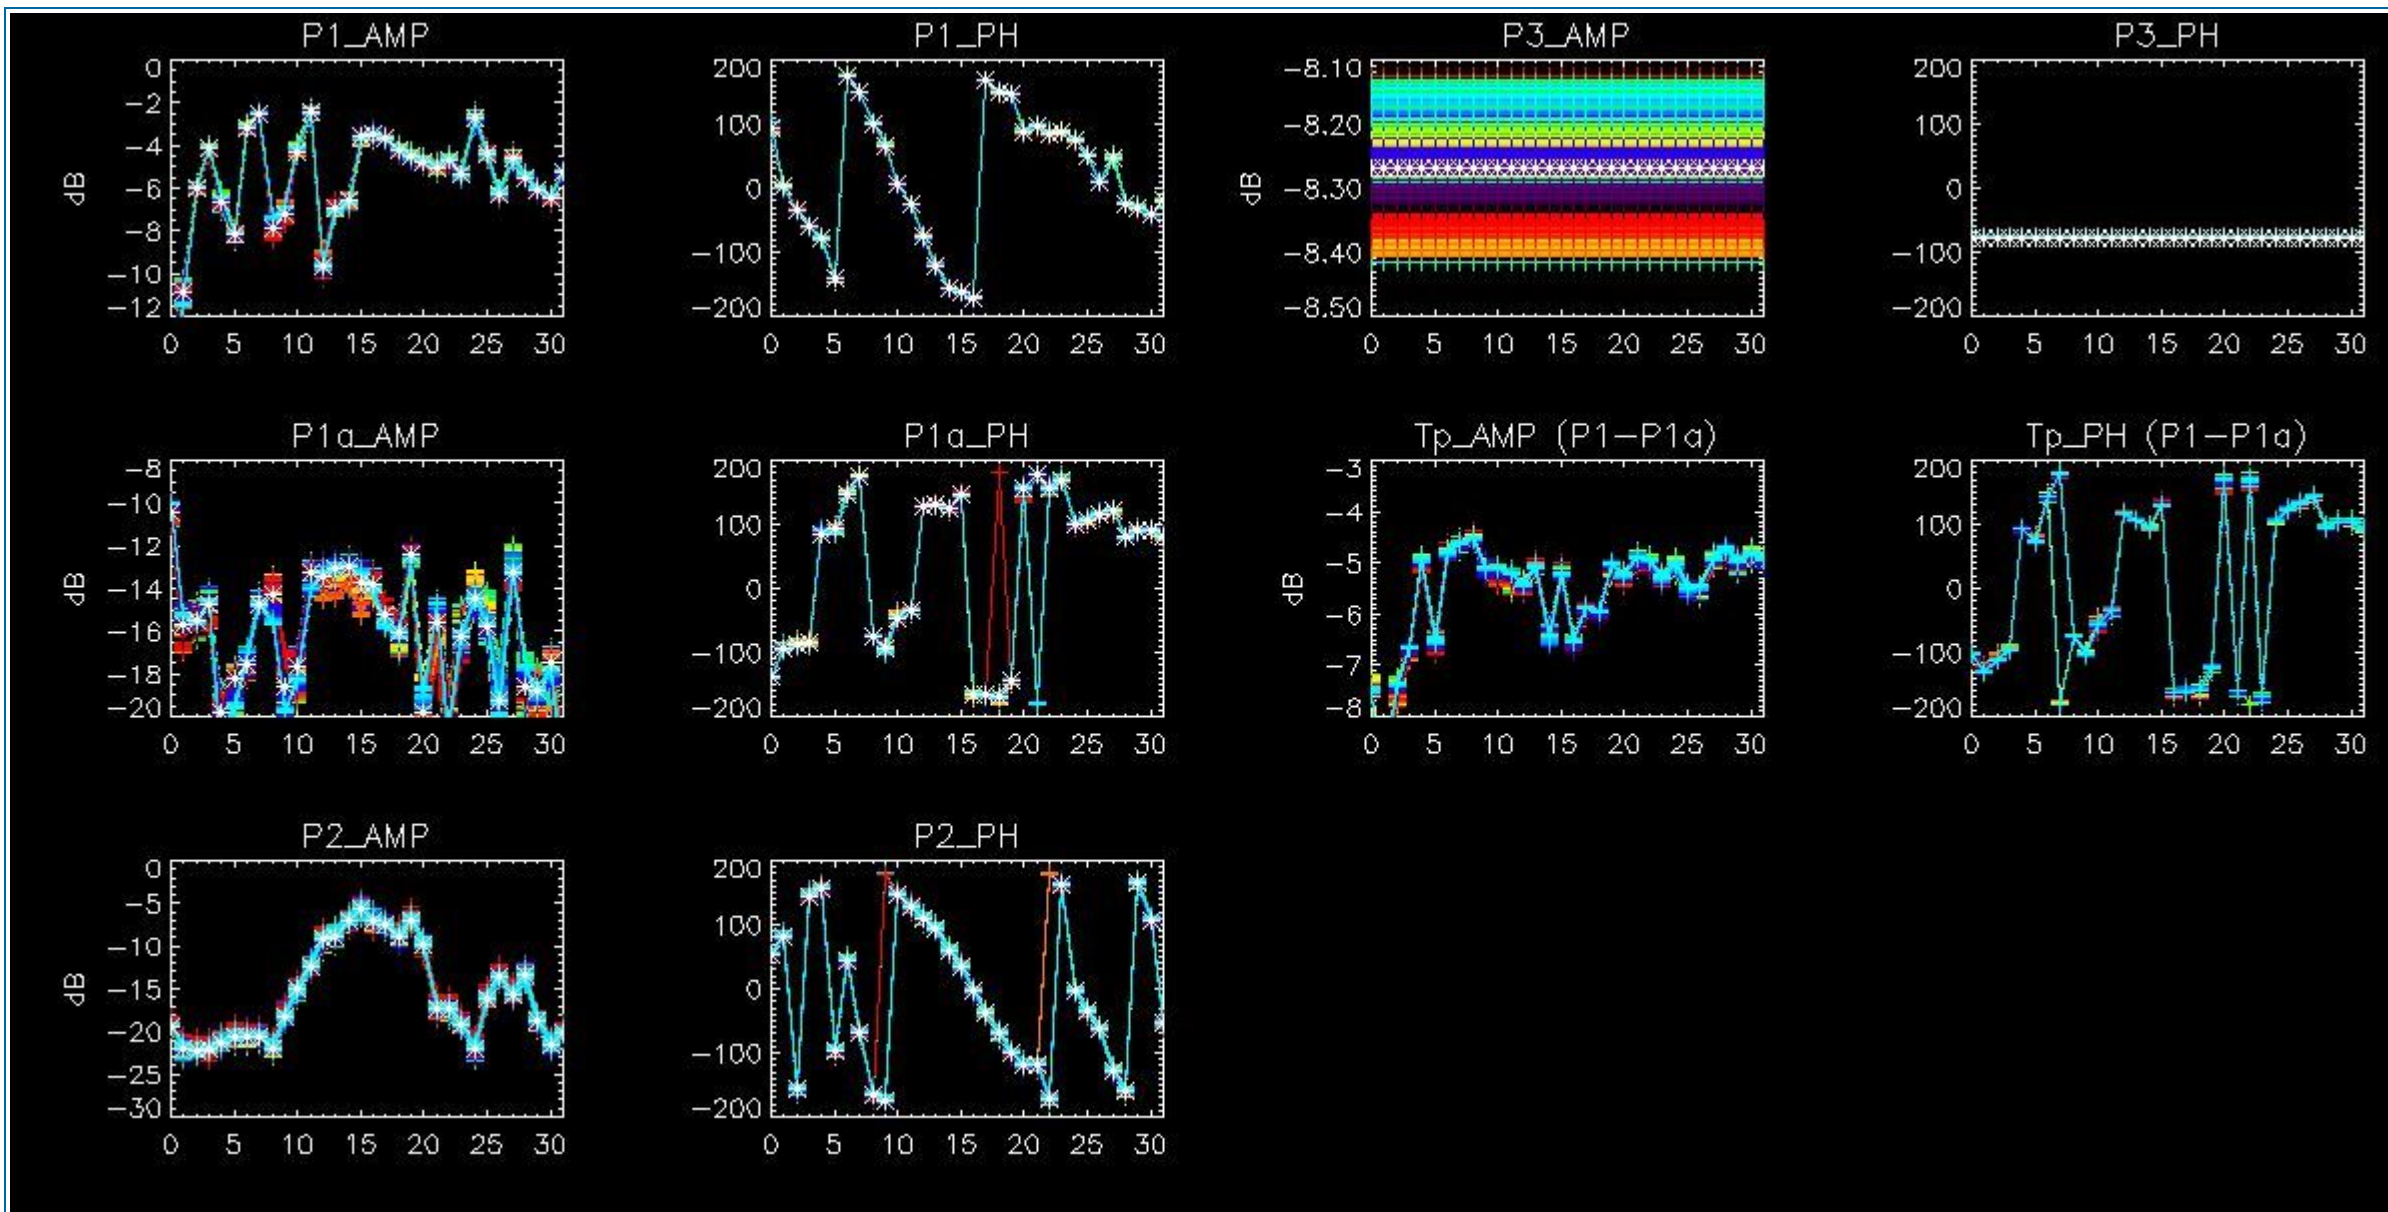 P1_AMP P1_PH P3_AMP P3_PH
0 200 -8.10 200
-2
100 -8.20 100
-4
dB -6 0 dB -8.30 0
-8
-100 -8.40 -100
-10
-12 -200 -8.50 -200
0 5 10 15 20 25 30 0 5 10 15 20 25 30 0 5 10 15 20 25 30 0 5 10 15 20 25 30
P1a_AMP P1a_PH Tp_AMP (P1-P1a) Tp_PH (P1-P1a)
-8 200 -3 200
-10
-4
100 100
-12
-5
dB -14 0 dB 0
-6
-16
-100 -100
-7
-18
-20 -200 -8 -200
0 5 10 15 20 25 30 0 5 10 15 20 25 30 0 5 10 15 20 25 30 0 5 10 15 20 25 30
P2_AMP P2_PH
0 200
-5
100
-10
dB -15 0
-20
-100
-25
-30 -200
0 5 10 15 20 25 30 0 5 10 15 20 25 30